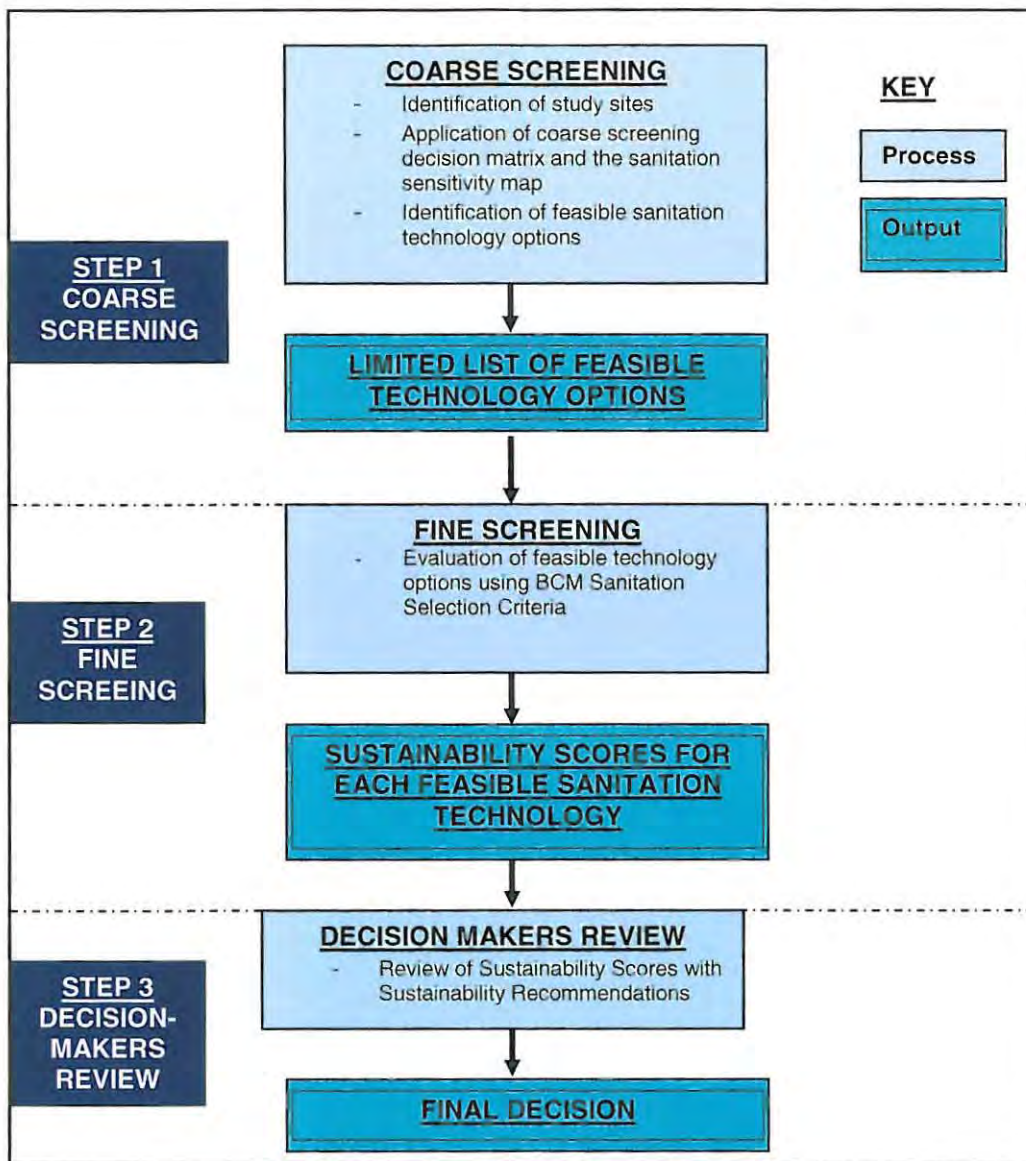 COARSE SCREENING
- Identification of study sites
- Application of coarse screening
decision matrix and the sanitation
sensitivity map
- Identification of feasible sanitation
technology options
KEY
Process
Output
STEP 1
COARSE
SCREENING
LIMITED LIST OF FEASIBLE
TECHNOLOGY OPTIONS
FINE SCREENING
- Evaluation of feasible technology
options using BCM Sanitation
Selection Criteria
STEP 2
FINE
SCREEING
SUSTAINABILITY SCORES FOR
EACH FEASIBLE SANITATION
TECHNOLOGY
DECISION MAKERS REVIEW
- Review of Sustainability Scores with
Sustainability Recommendations
STEP 3
DECISION-
MAKERS
REVIEW
FINAL DECISION